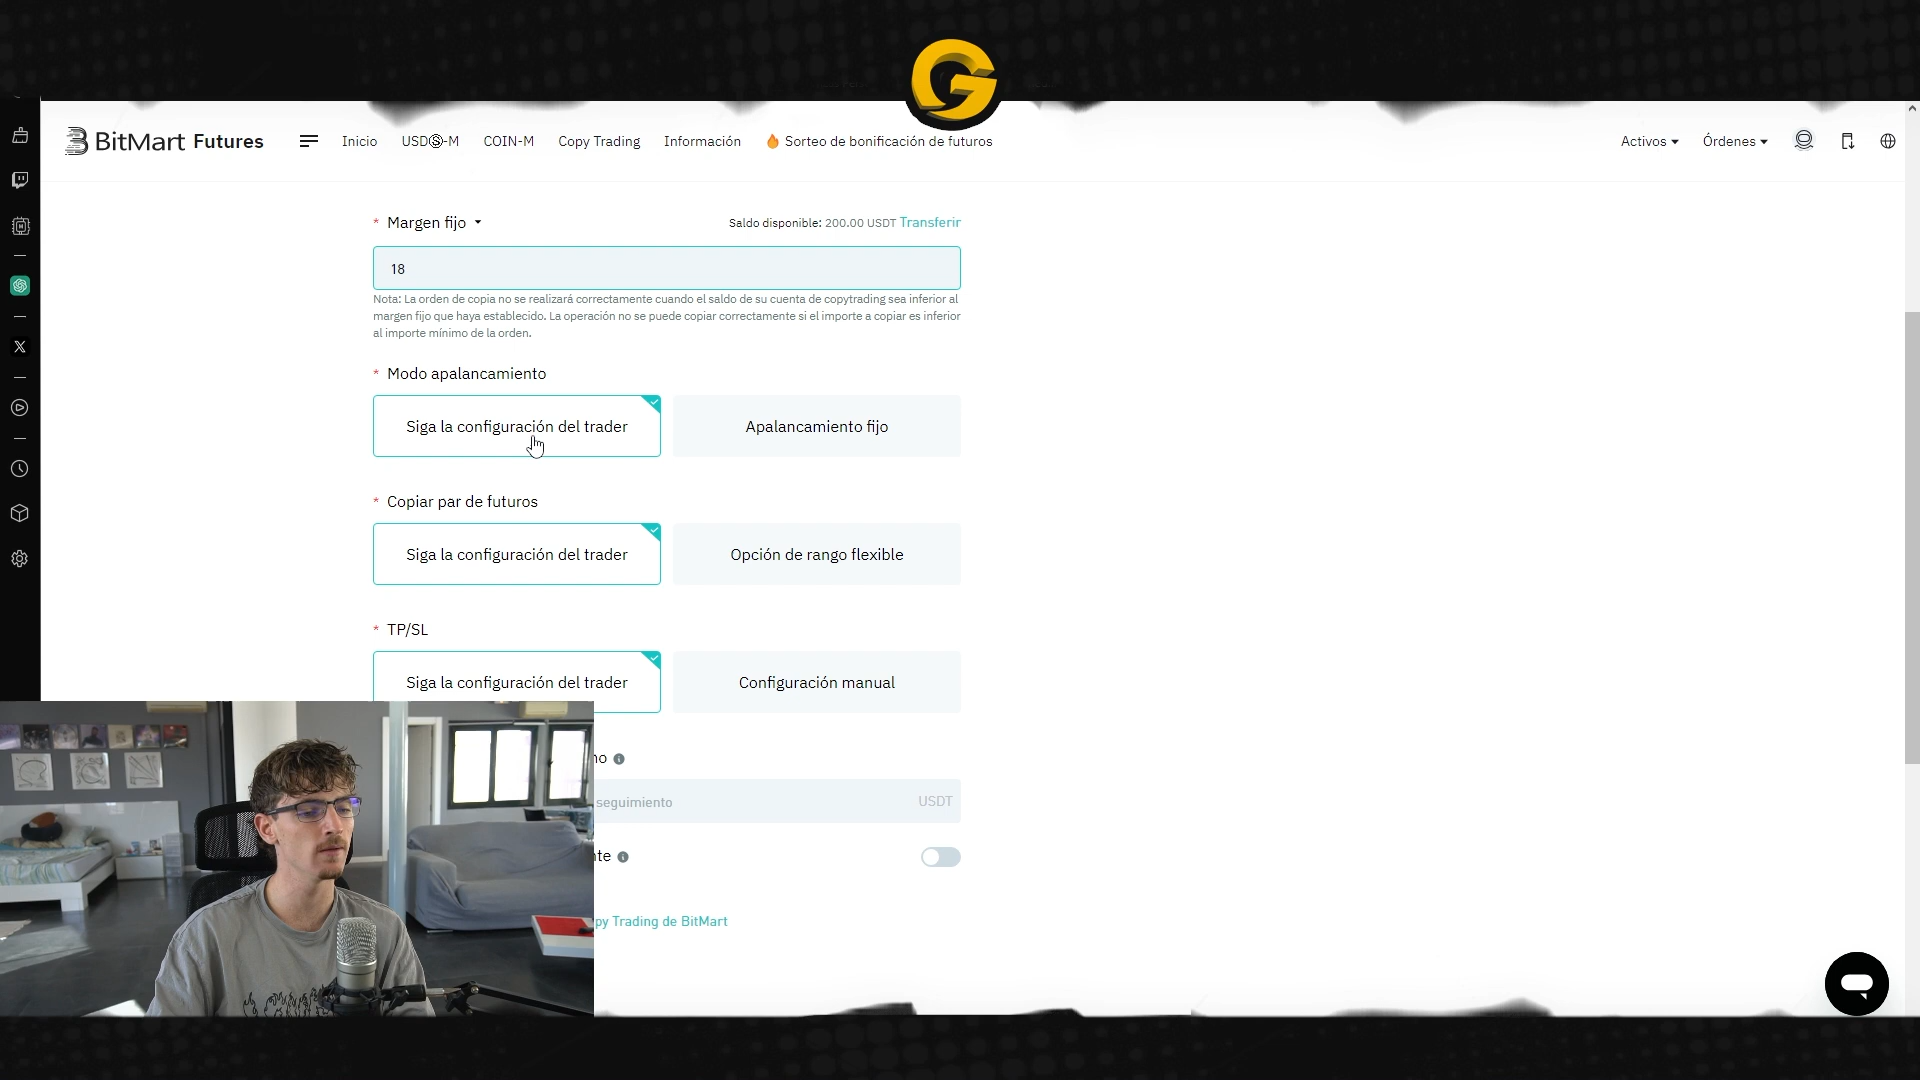 G
BitMart Futures
Inicio
USDⓈ-M
COIN-M
Copy Trading
Información
Sorteo de bonificación de futuros
Activos
Órdenes
* Margen fijo
Saldo disponible: 200.00 USDT Transferir
18
Nota: La orden de copia no se realizará correctamente cuando el saldo de su cuenta de copytrading sea inferior al
margen fijo que haya establecido. La operación no se puede copiar correctamente si el importe a copiar es inferior
al importe mínimo de la orden.
* Modo apalancamiento
Siga la configuración del trader
Apalancamiento fijo
* Copiar par de futuros
Siga la configuración del trader
Opción de rango flexible
* TP/SL
Siga la configuración del trader
Configuración manual
no
seguimiento
USDT
nte
py Trading de BitMart